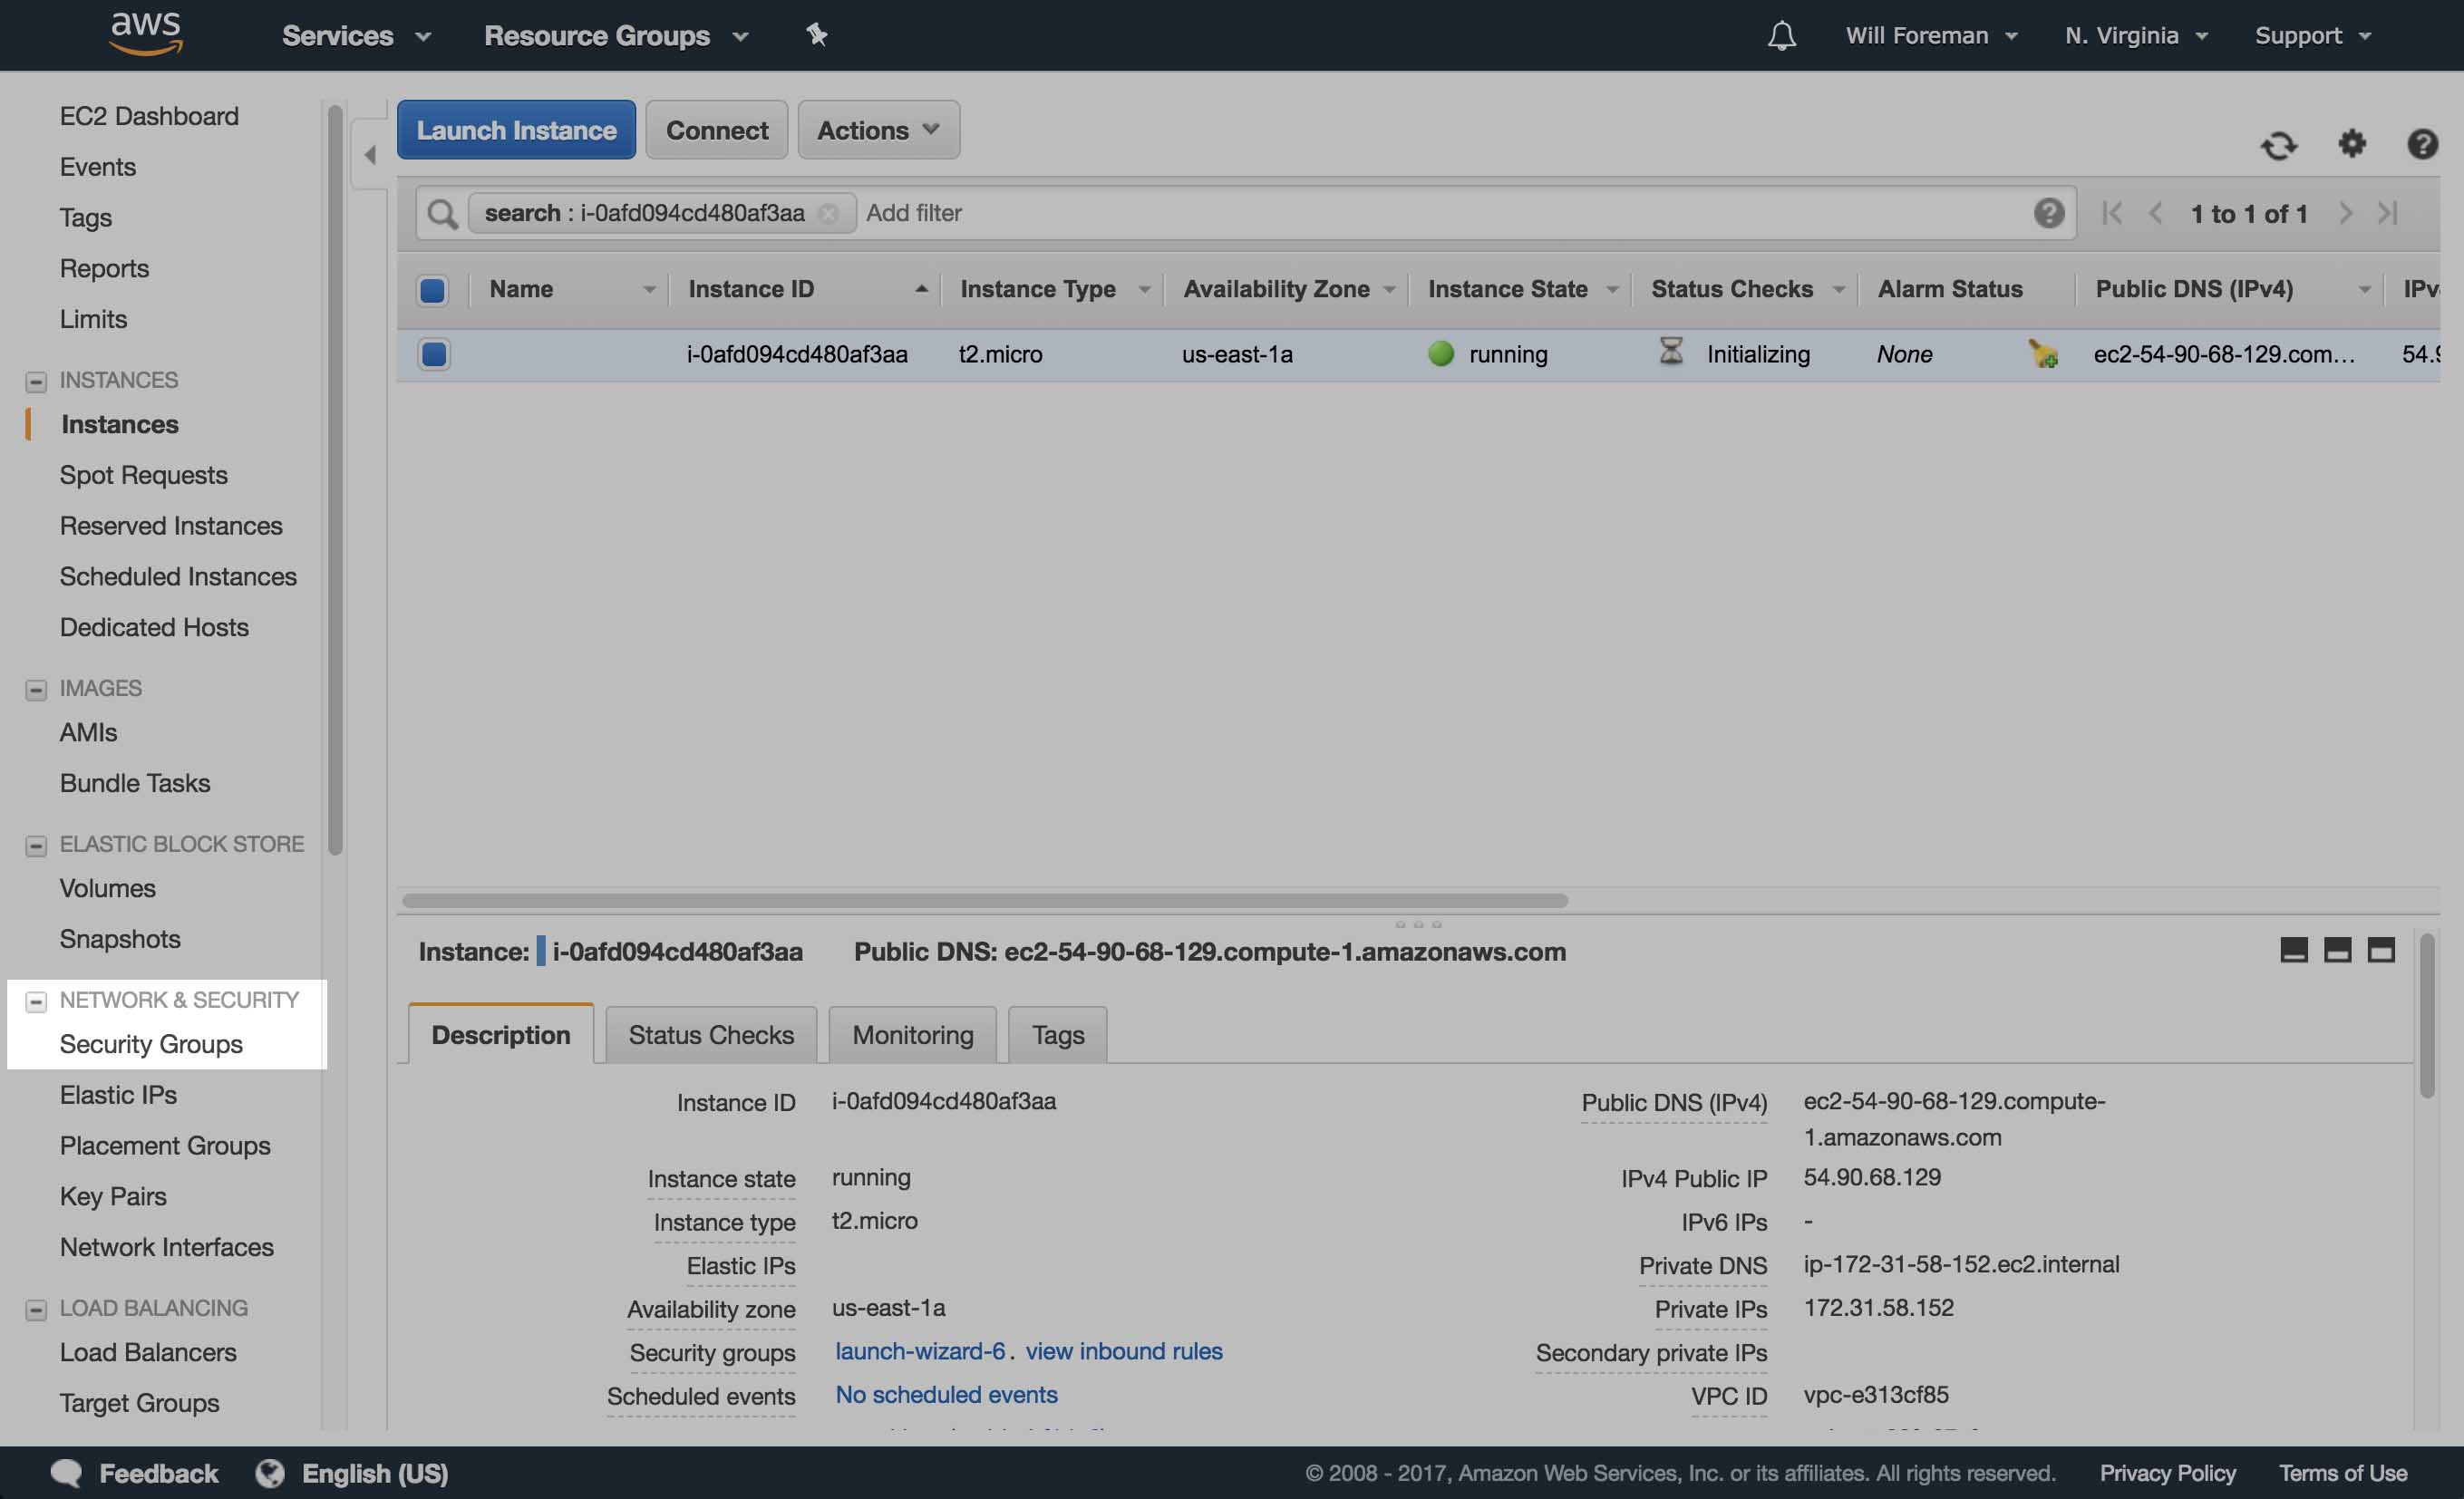 aws
Services
Resource Groups
Will Foreman
N. Virginia
Support
EC2 Dashboard
Events
Tags
Reports
Limits
INSTANCES
Instances
Spot Requests
Reserved Instances
Scheduled Instances
Dedicated Hosts
IMAGES
AMIs
Bundle Tasks
ELASTIC BLOCK STORE
Volumes
Snapshots
NETWORK & SECURITY
Security Groups
Elastic IPs
Placement Groups
Key Pairs
Network Interfaces
LOAD BALANCING
Load Balancers
Target Groups
Launch Instance
Connect
Actions
search : i-0afd094cd480af3aa
Add filter
1 to 1 of 1
Name Instance ID Instance Type Availability Zone Instance State Status Checks Alarm Status Public DNS (IPv4) IPv
i-0afd094cd480af3aa t2.micro us-east-1a running Initializing None ec2-54-90-68-129.com… 54.9
Instance: i-0afd094cd480af3aa Public DNS: ec2-54-90-68-129.compute-1.amazonaws.com
Description Status Checks Monitoring Tags
Instance ID i-0afd094cd480af3aa
Instance state running
Instance type t2.micro
Elastic IPs
Availability zone us-east-1a
Security groups launch-wizard-6 . view inbound rules
Scheduled events No scheduled events
Public DNS (IPv4) ec2-54-90-68-129.compute-
1.amazonaws.com
IPv4 Public IP 54.90.68.129
IPv6 IPs -
Private DNS ip-172-31-58-152.ec2.internal
Private IPs 172.31.58.152
Secondary private IPs
VPC ID vpc-e313cf85
Feedback
English (US)
© 2008 - 2017, Amazon Web Services, Inc. or its affiliates. All rights reserved.
Privacy Policy
Terms of Use